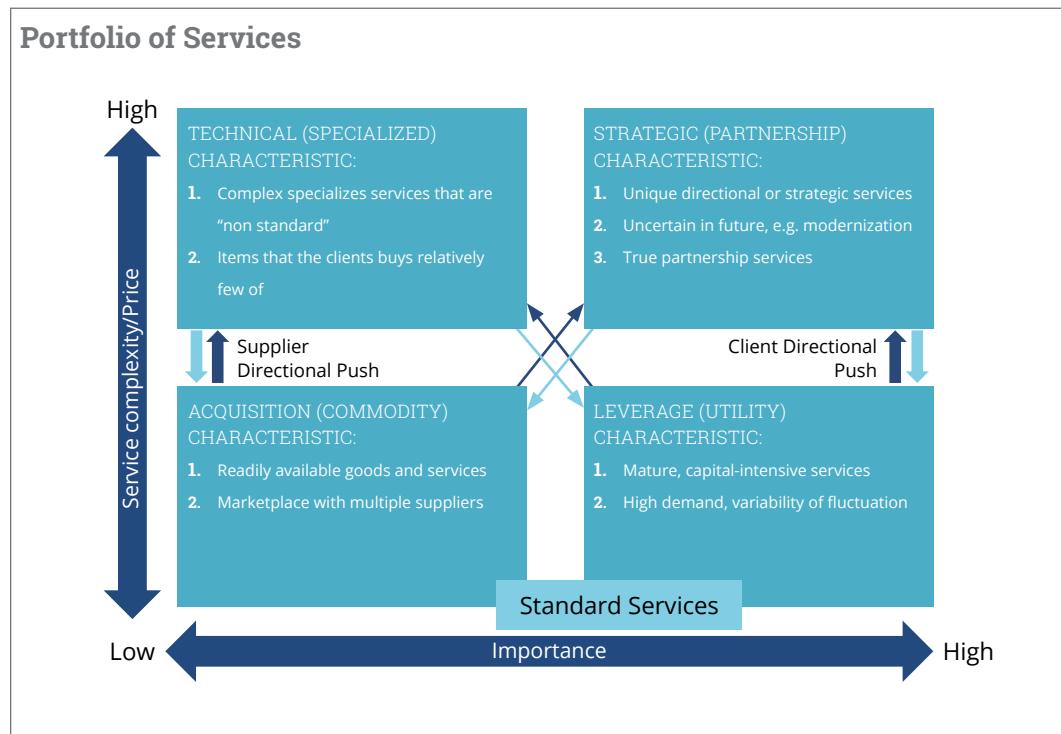 Portfolio of Services
High
TECHNICAL (SPECIALIZED)
CHARACTERISTIC:
1. Complex specializes services that are
“non standard”
2. Items that the clients buys relatively
few of
STRATEGIC (PARTNERSHIP)
CHARACTERISTIC:
1. Unique directional or strategic services
2. Uncertain in future, e.g. modernization
3. True partnership services
Service complexity/Price
Supplier
Directional Push
Client Directional
Push
ACQUISITION (COMMODITY)
CHARACTERISTIC:
1. Readily available goods and services
2. Marketplace with multiple suppliers
LEVERAGE (UTILITY)
CHARACTERISTIC:
1. Mature, capital-intensive services
2. High demand, variability of fluctuation
Standard Services
Low
Importance
High